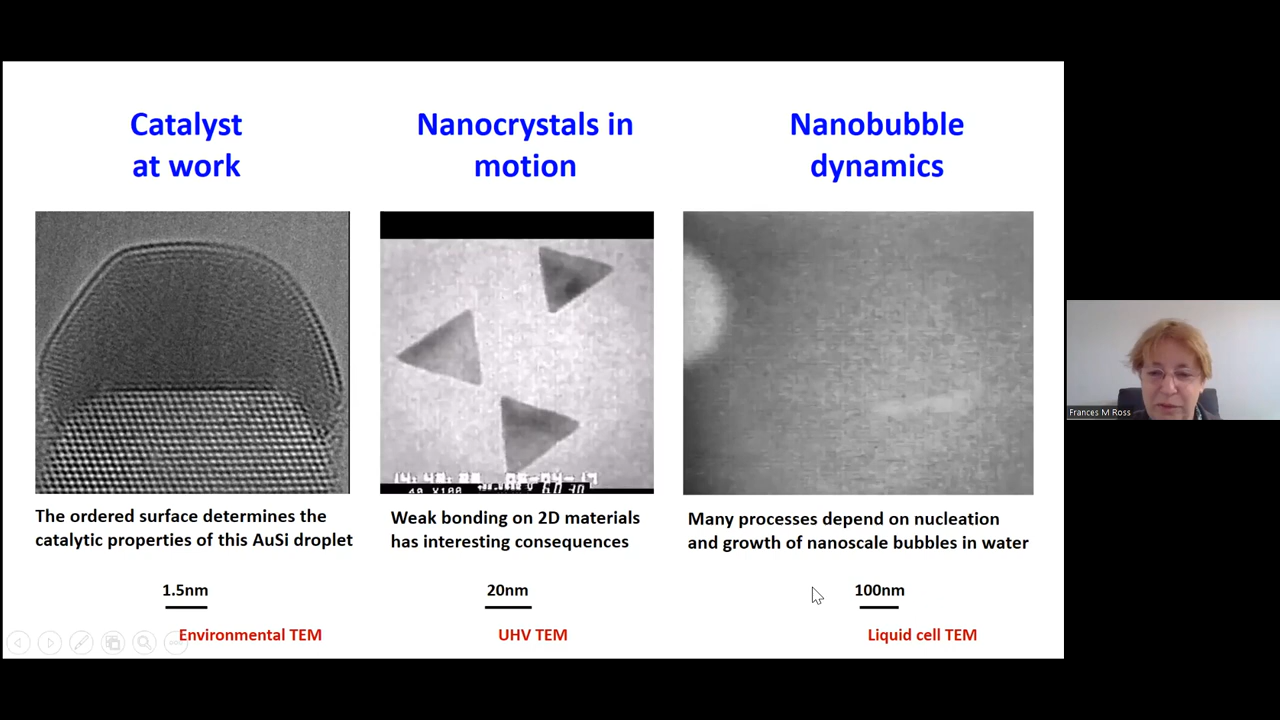 Catalyst
at work
Nanocrystals in
motion
Nanobubble
dynamics
The ordered surface determines the
catalytic properties of this AuSi droplet
Weak bonding on 2D materials
has interesting consequences
Many processes depend on nucleation
and growth of nanoscale bubbles in water
1.5nm
20nm
100nm
Environmental TEM
UHV TEM
Liquid cell TEM
Frances M Ross